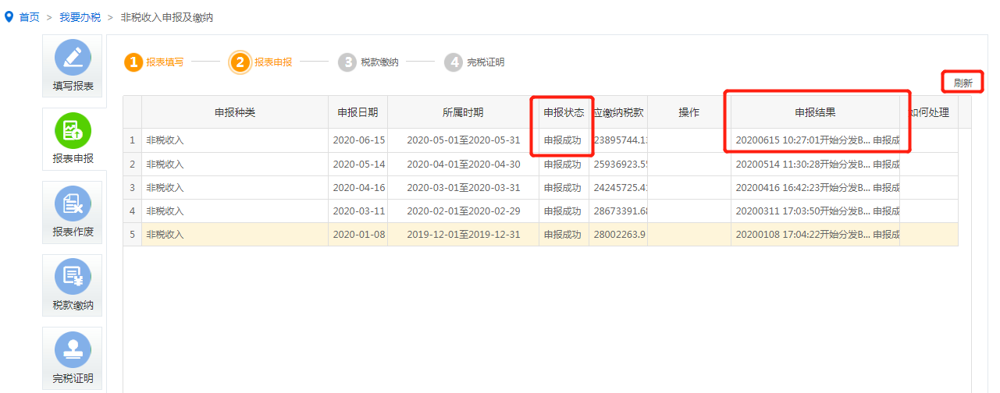 首页 > 我要办税 > 非税收入申报及缴纳
填写报表
报表申报
报表作废
税款缴纳
完税证明
1 报表填写 2 报表申报 3 税款缴纳 4 完税证明
刷新
申报种类 申报日期 所属时期 申报状态 应缴纳税款 操作 申报结果 如何处理
1 非税收入 2020-06-15 2020-05-01至2020-05-31 申报成功 23895744.13 20200615 10:27:01开始分发B... 申报成
2 非税收入 2020-05-14 2020-04-01至2020-04-30 申报成功 25936923.55 20200514 11:30:28开始分发B... 申报成
3 非税收入 2020-04-16 2020-03-01至2020-03-31 申报成功 24245725.41 20200416 16:42:23开始分发B... 申报成
4 非税收入 2020-03-11 2020-02-01至2020-02-29 申报成功 28673391.68 20200311 17:03:50开始分发B... 申报成
5 非税收入 2020-01-08 2019-12-01至2019-12-31 申报成功 28002263.9 20200108 17:04:22开始分发B... 申报成